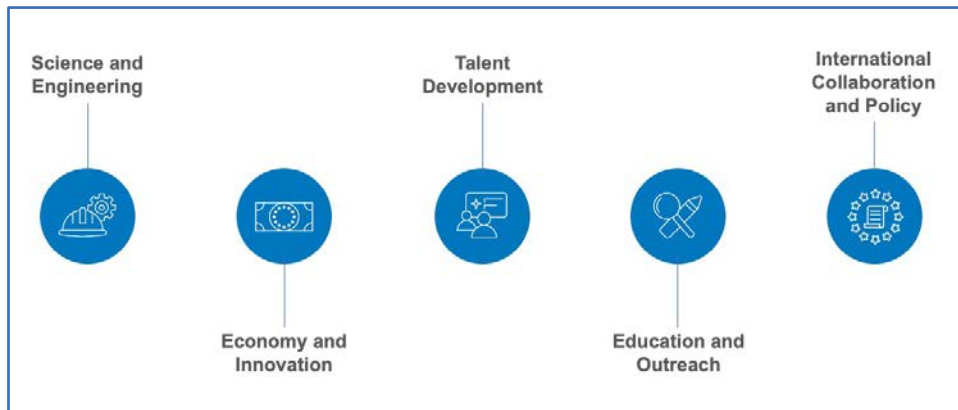 Science and
Engineering
Economy and
Innovation
Talent
Development
Education and
Outreach
International
Collaboration
and Policy